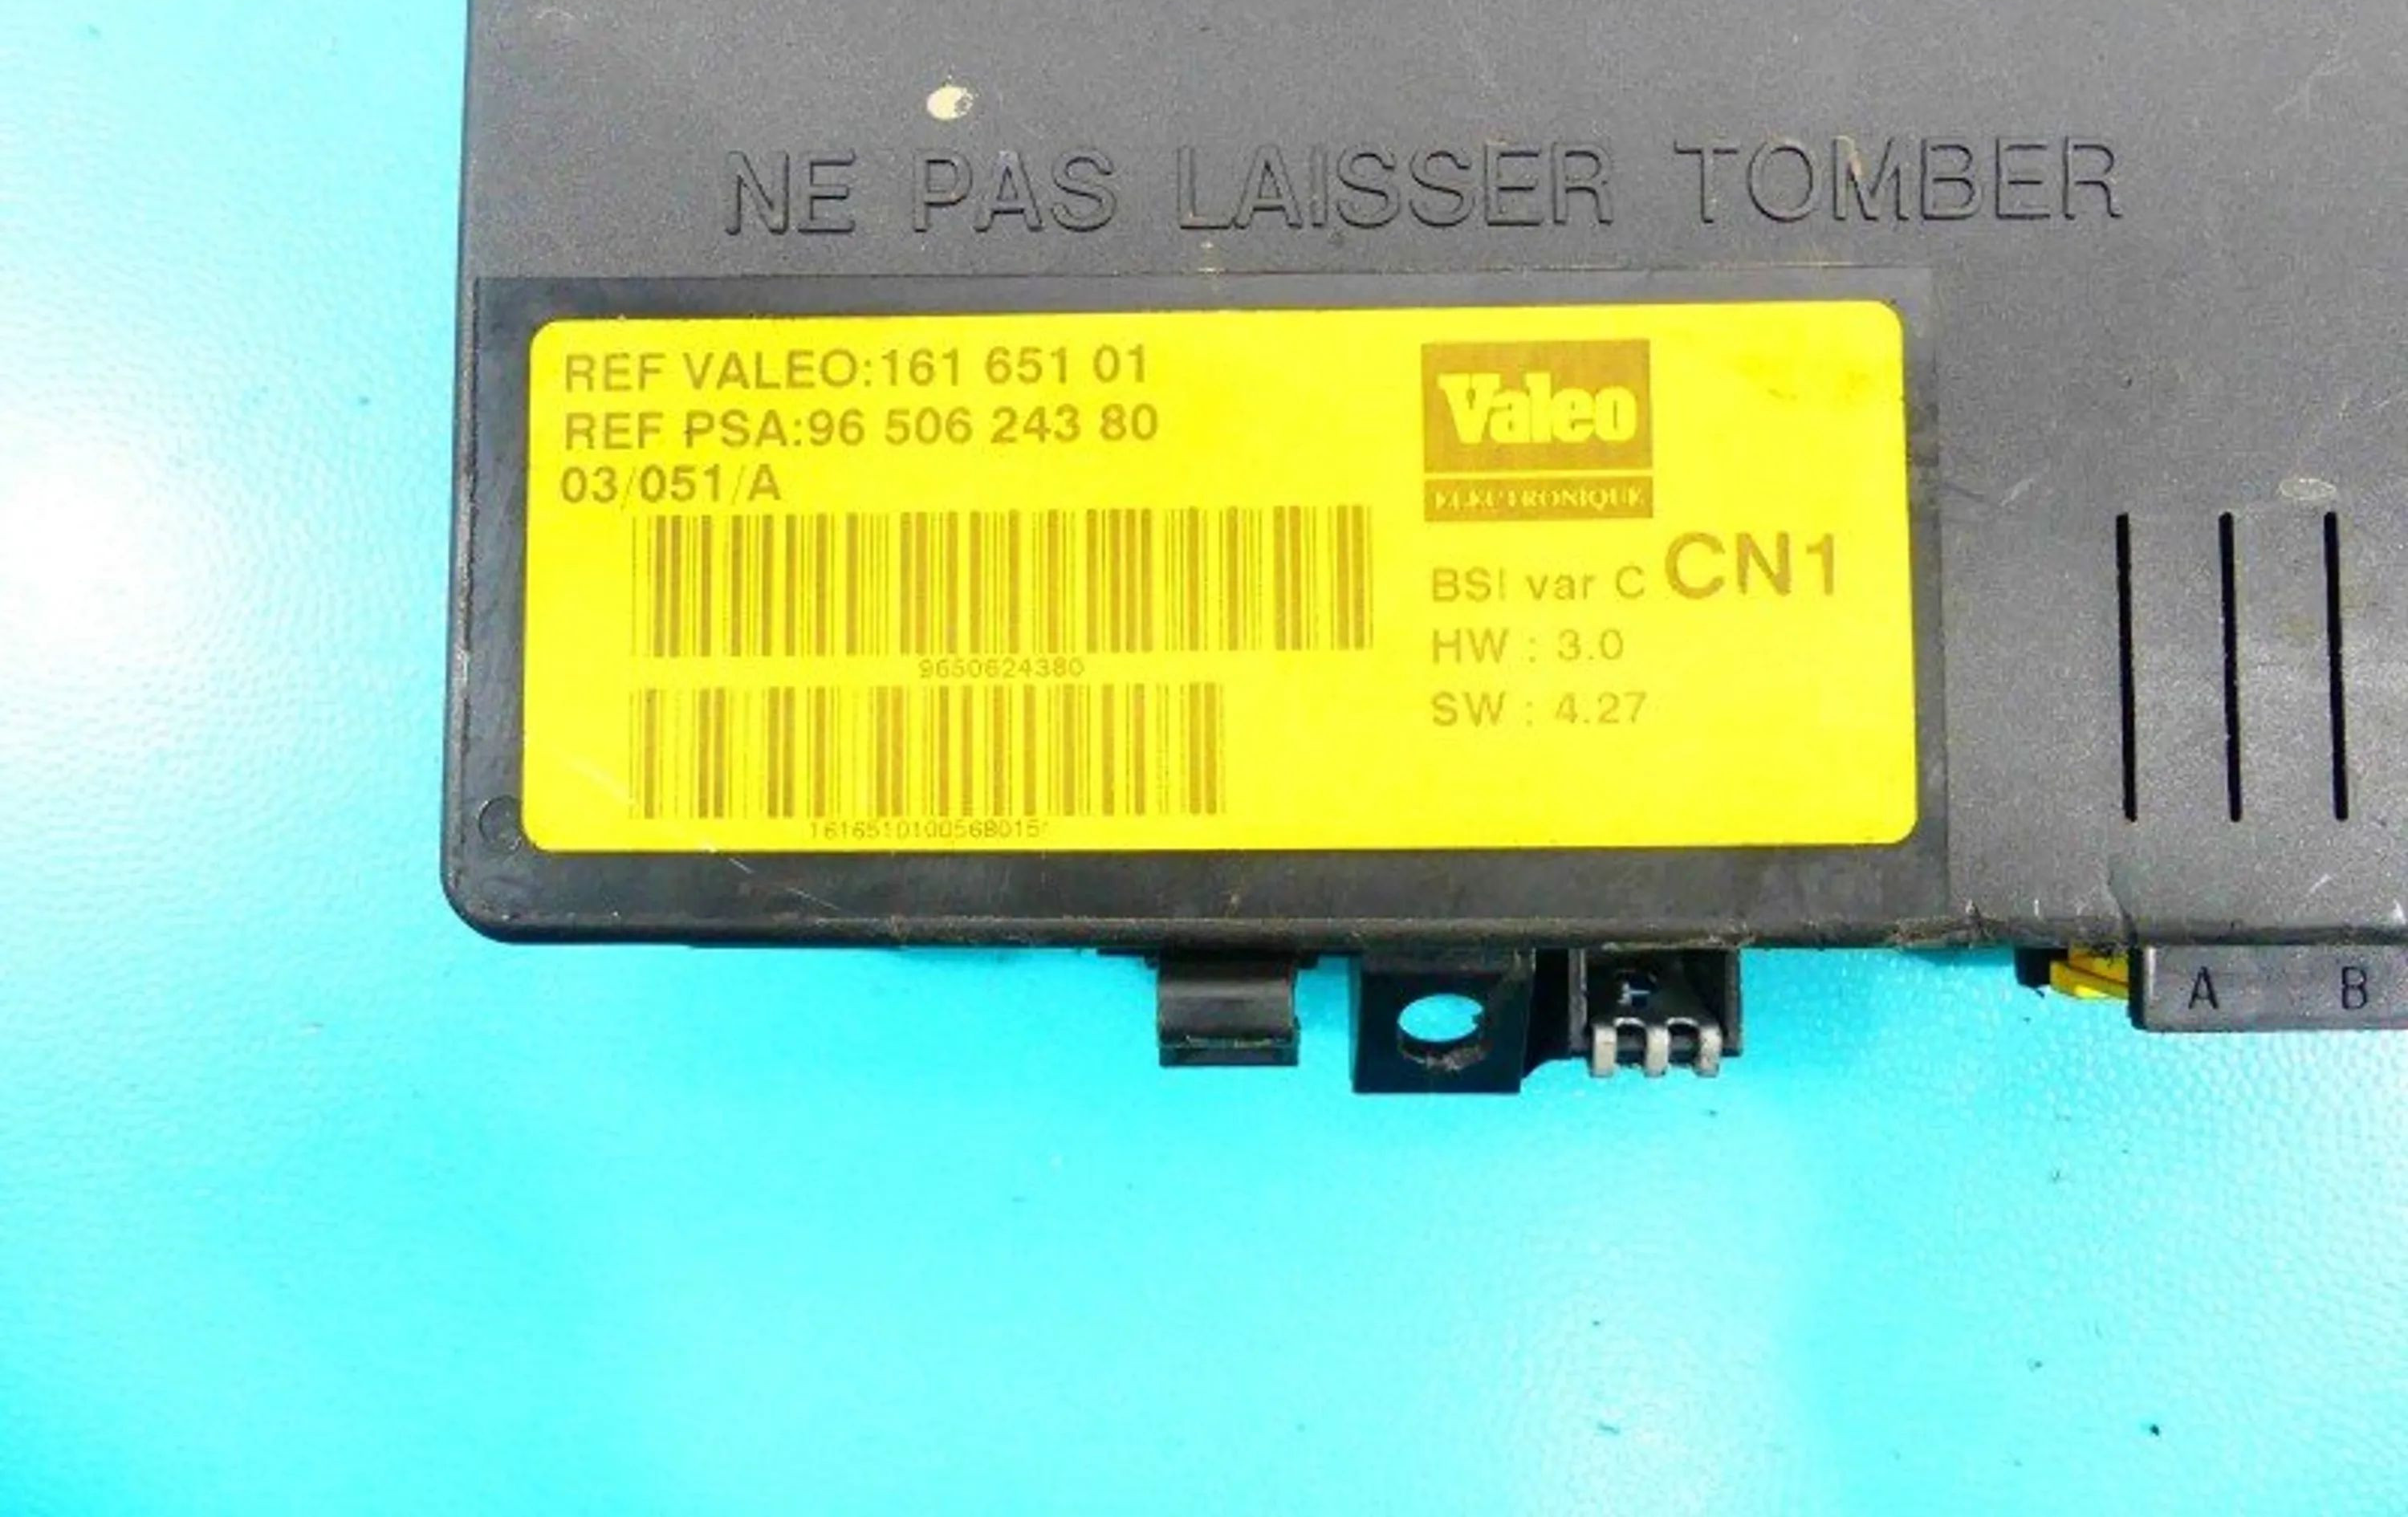 NE PAS LAISSER TOMBER
REF VALEO:161 651 01
REF PSA:96 506 243 80
03/051/A
9650624380
Valeo
ELECTRONIQUE
BSI var C CN1
HW : 3.0
SW : 4.27
A B